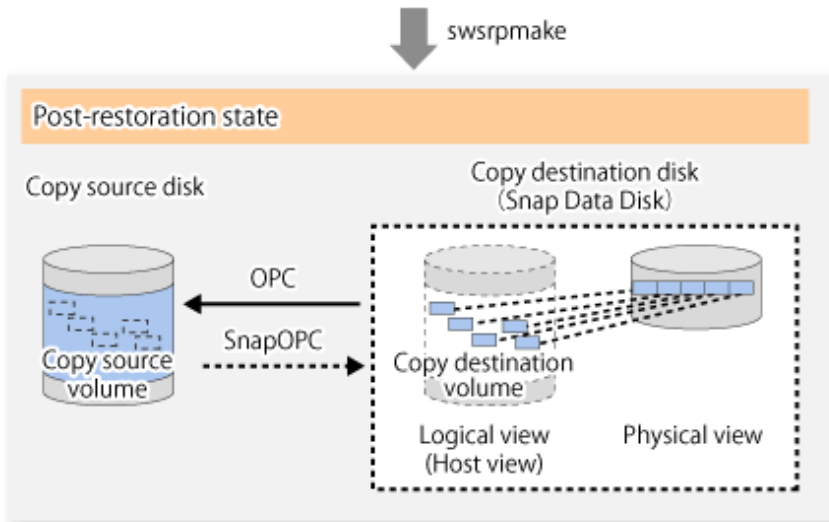 swsrpmake
Post-restoration state
Copy source disk
Copy destination disk
(Snap Data Disk)
OPC
SnapOPC
Copy source
volume
Copy destination
volume
Logical view
(Host view)
Physical view